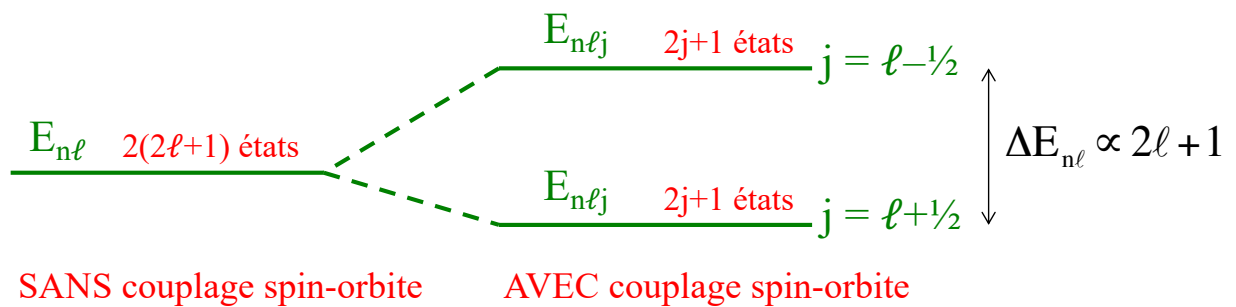 Eₙℓⱼ 2j+1 états j = ℓ–½
Eₙℓ 2(2ℓ+1) états
ΔEₙℓ ∝ 2ℓ+1
Eₙℓⱼ 2j+1 états j = ℓ+½
SANS couplage spin-orbite AVEC couplage spin-orbite